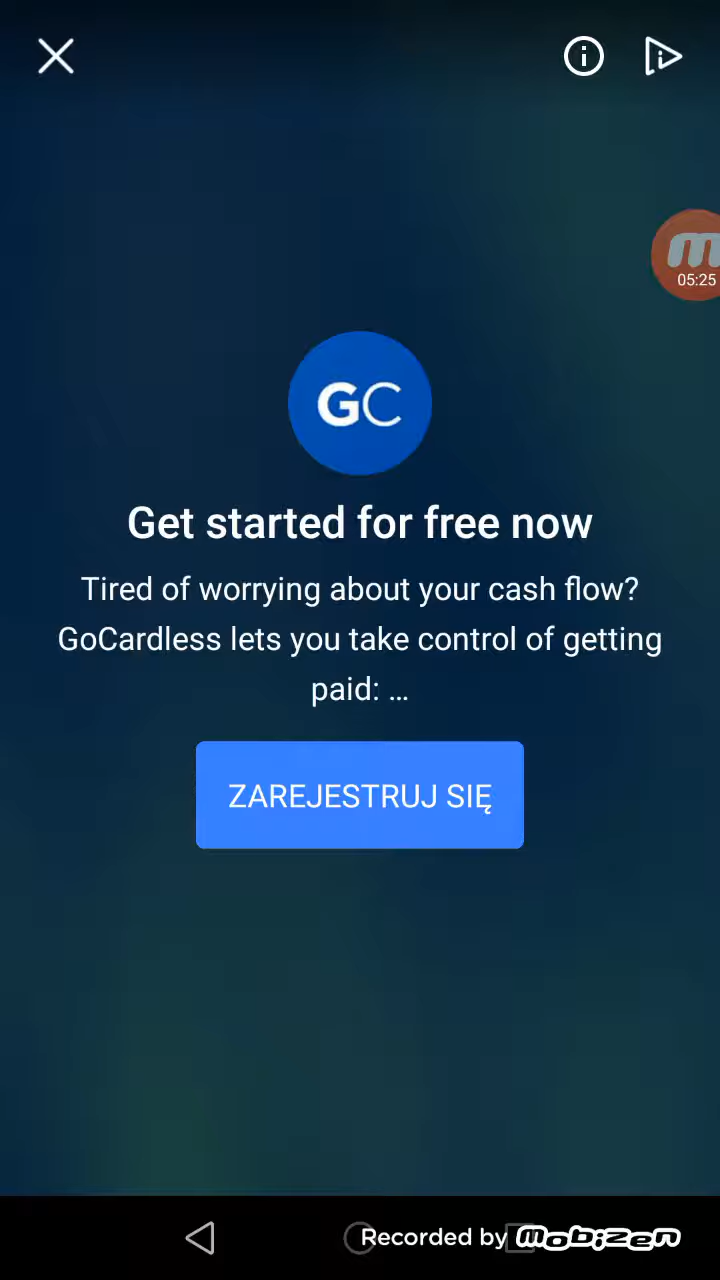 05:25
GC
Get started for free now
Tired of worrying about your cash flow?
GoCardless lets you take control of getting
paid: ...
ZAREJESTRUJ SIĘ
Recorded by mobizen